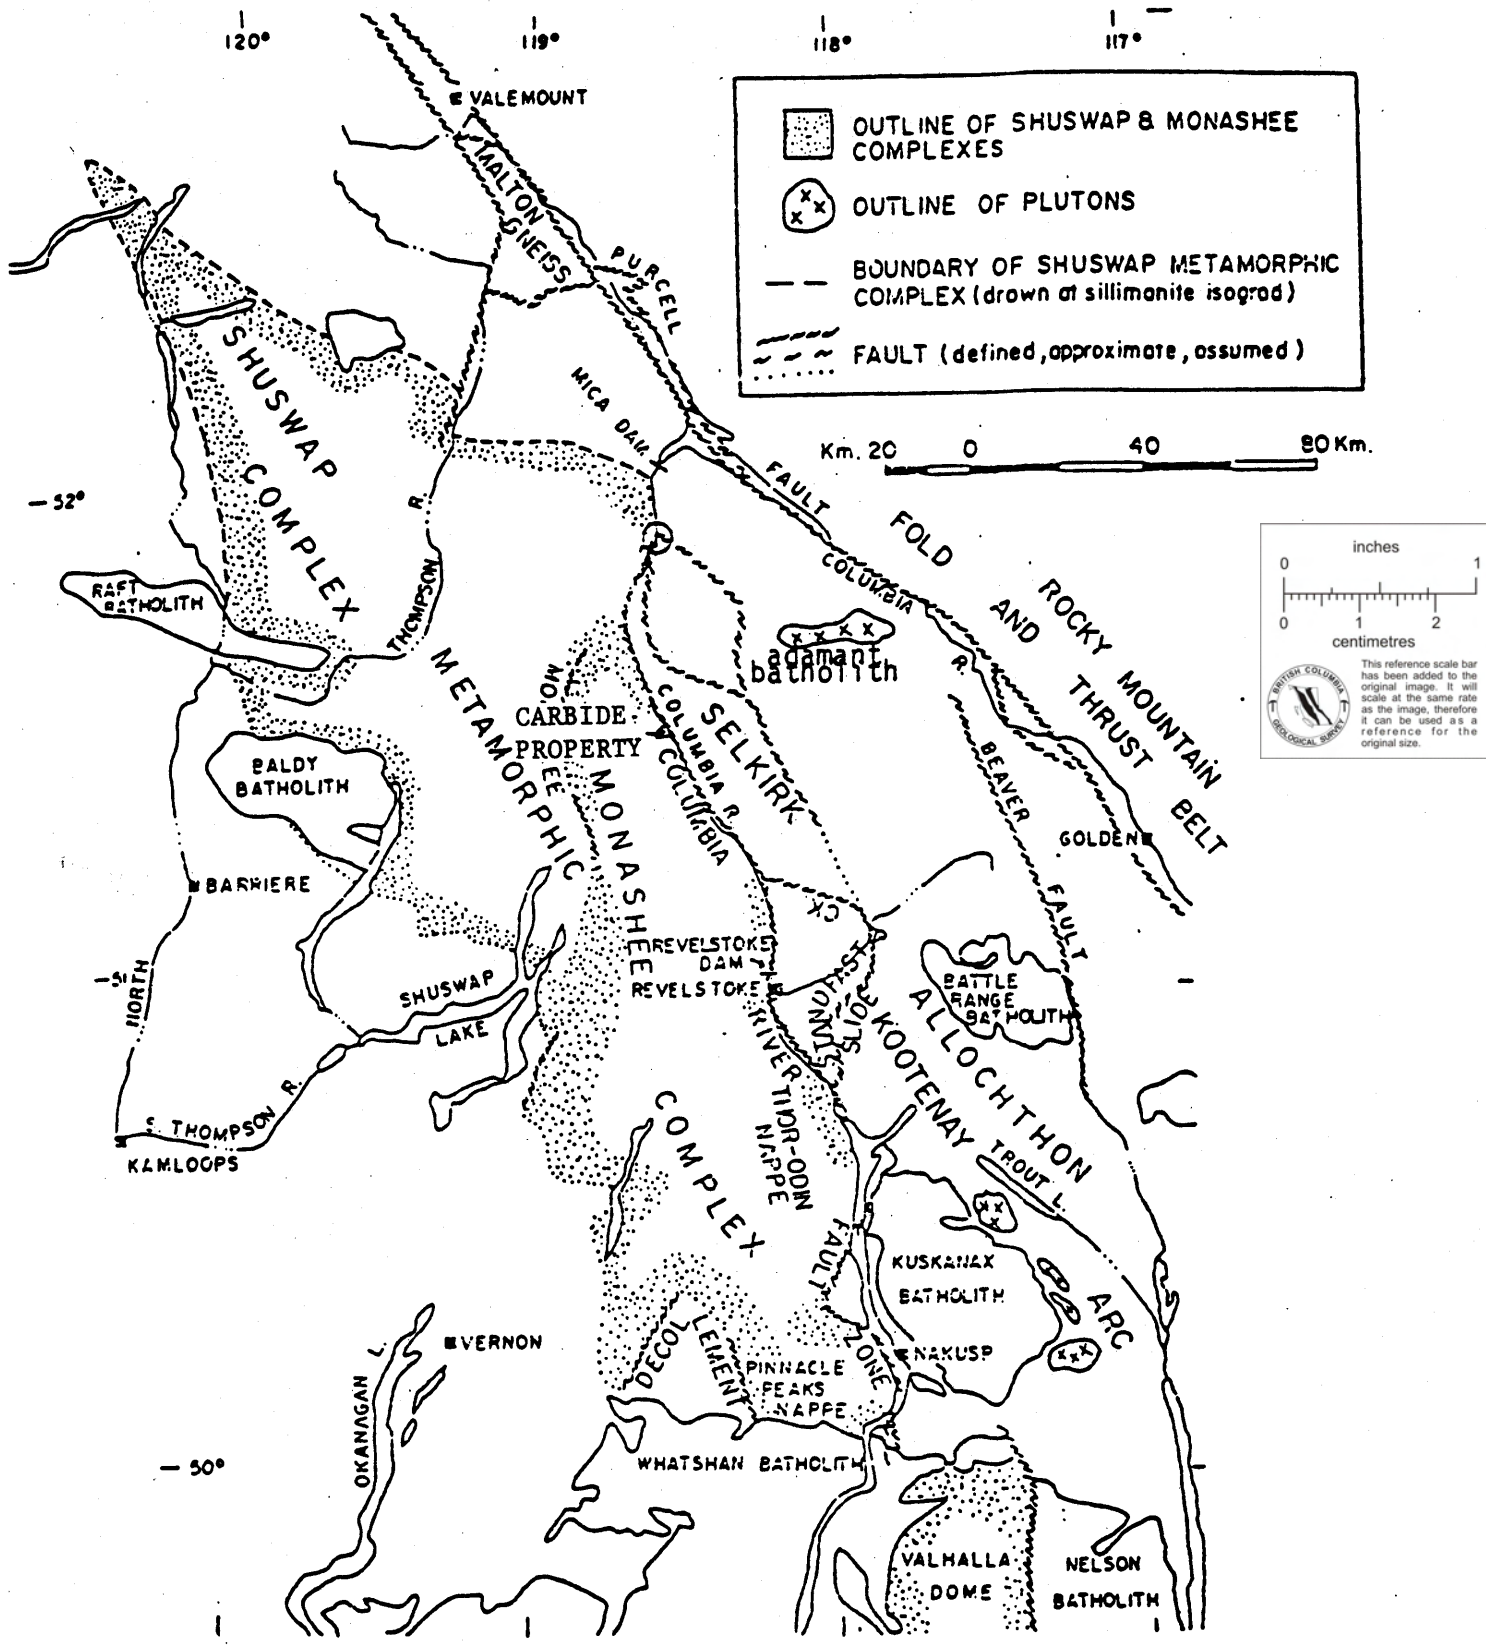 120°
119°
118°
117°
VALEMOUNT
OUTLINE OF SHUSWAP & MONASHEE
COMPLEXES
OUTLINE OF PLUTONS
BOUNDARY OF SHUSWAP METAMORPHIC
COMPLEX (drawn at sillimanite isograd)
FAULT (defined, approximate, assumed)
MALTON
GNEISS
PURCELL
FAULT
MICA DAM
Km. 20 0 40 80 Km.
SHUSWAP
COMPLEX
52°
R.
THOMPSON
RAFT
BATHOLITH
FOLD
AND
THRUST
ROCKY MOUNTAIN
BELT
COLUMBIA
R.
adamant
batholith
inches
0 1
0 1 2
centimetres
BRITISH COLUMBIA
GEOLOGICAL SURVEY
This reference scale bar
has been added to the
original image. It will
scale at the same rate
as the image, therefore
it can be used as a
reference for the
original size.
METAMORPHIC
MO
CARBIDE
PROPERTY
EE
MONASHEE
COLUMBIA R.
COLUMBIA
SELKIRK
BEAVER
FAULT
GOLDEN
BALDY
BATHOLITH
BARRIERE
CK
REVELSTOKE
DAM
REVELSTOKE
51
NORTH
SHUSWAP
LAKE
S. THOMPSON R.
KAMLOOPS
STANDFAST
SLIDE
BATTLE
RANGE
BATHOLITH
ALLOCHTHON
KOOTENAY
RIVER
COMPLEX
THOR-ODIN
NAPPE
TROUT L.
FAULT
ZONE
KUSKANAX
BATHOLITH
ARC
NAKUSP
VERNON
OKANAGAN L.
DECOL
LEMENT
PINNACLE
PEAKS
NAPPE
50°
WHATSHAN BATHOLITH
VALHALLA
DOME
NELSON
BATHOLITH